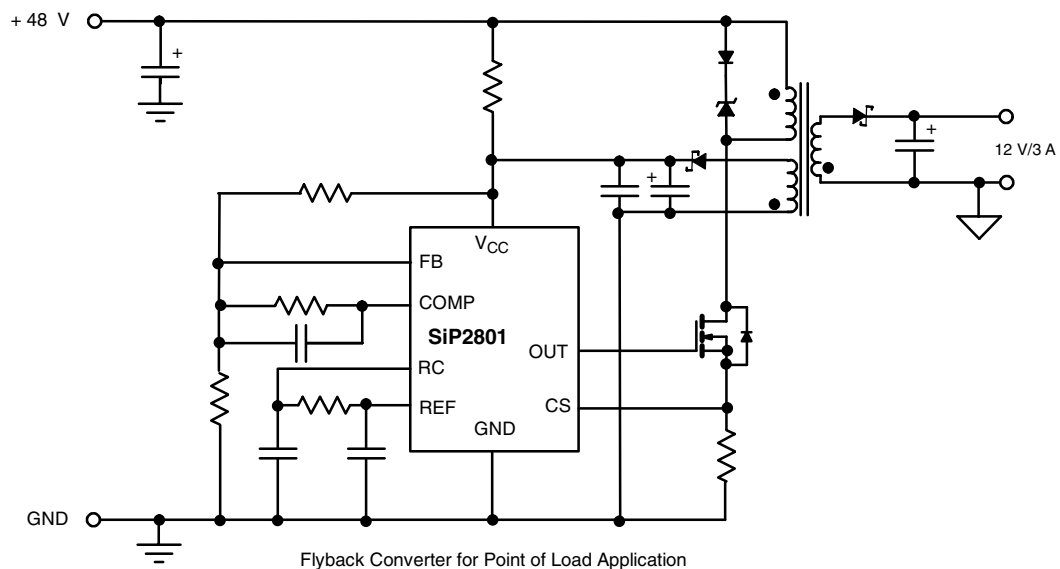 + 48 V
+
+
+
12 V/3 A
VCC
FB
COMP
SiP2801
OUT
RC
REF
CS
GND
GND
Flyback Converter for Point of Load Application